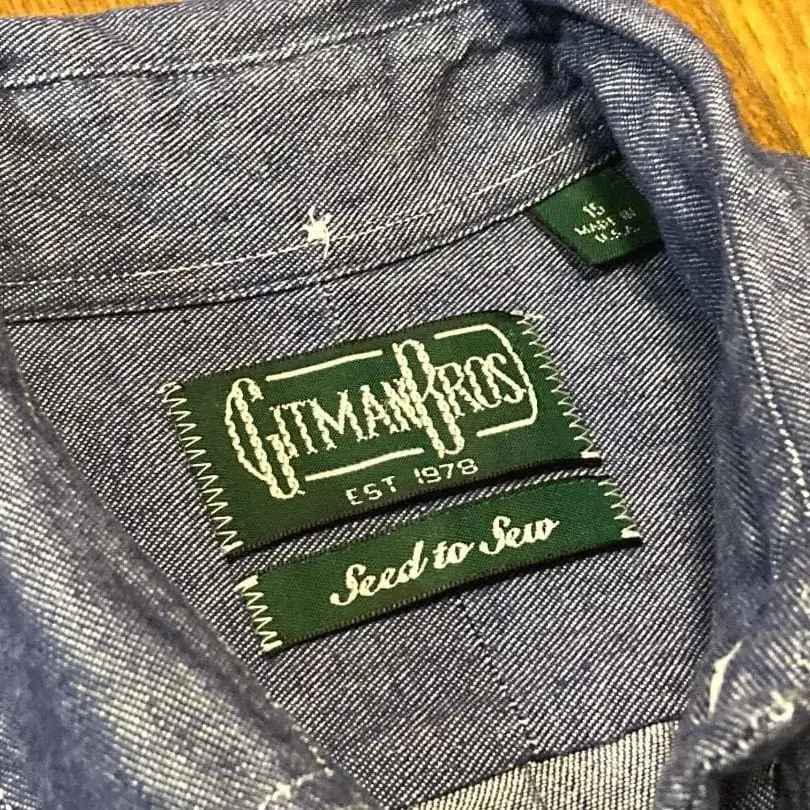 15
MADE IN
U.S.A.
GITMAN BROS
EST 1978
Seed to Sew